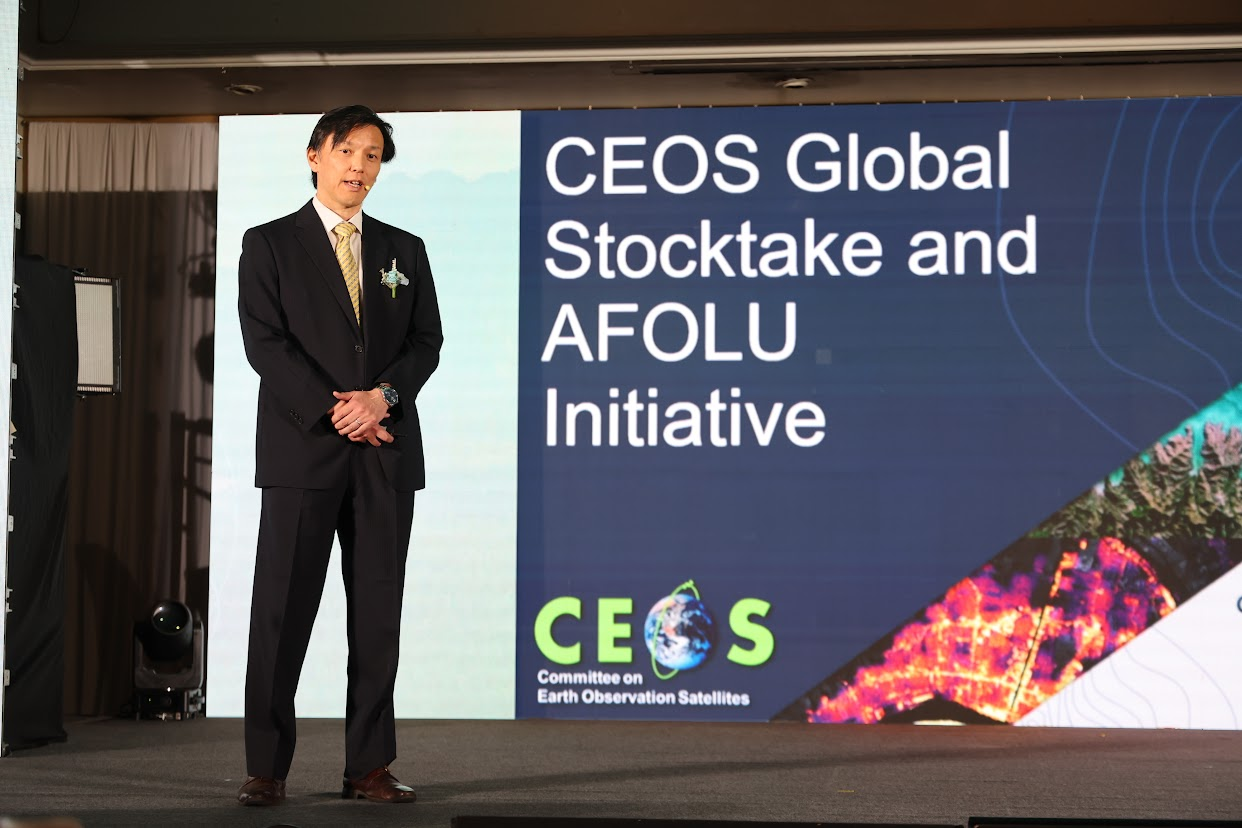 CEOS Global
Stocktake and
AFOLU
Initiative
CEOS
Committee on
Earth Observation Satellites